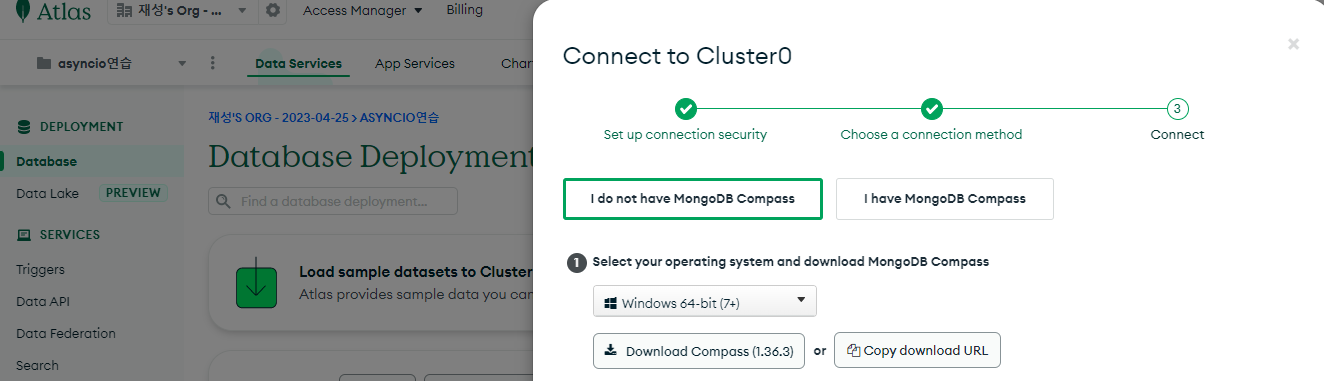 Atlas
재성's Org - ...
Access Manager
Billing
asyncio연습
Data Services
App Services
DEPLOYMENT
Database
Data Lake
PREVIEW
SERVICES
Triggers
Data API
Data Federation
Search
재성'S ORG - 2023-04-25 > ASYNCIO연습
Database Deployment
Find a database deployment...
Load sample datasets to Cluster
Atlas provides sample data you can
Connect to Cluster0
Set up connection security
Choose a connection method
3
Connect
I do not have MongoDB Compass
I have MongoDB Compass
1 Select your operating system and download MongoDB Compass
Windows 64-bit (7+)
Download Compass (1.36.3) or Copy download URL